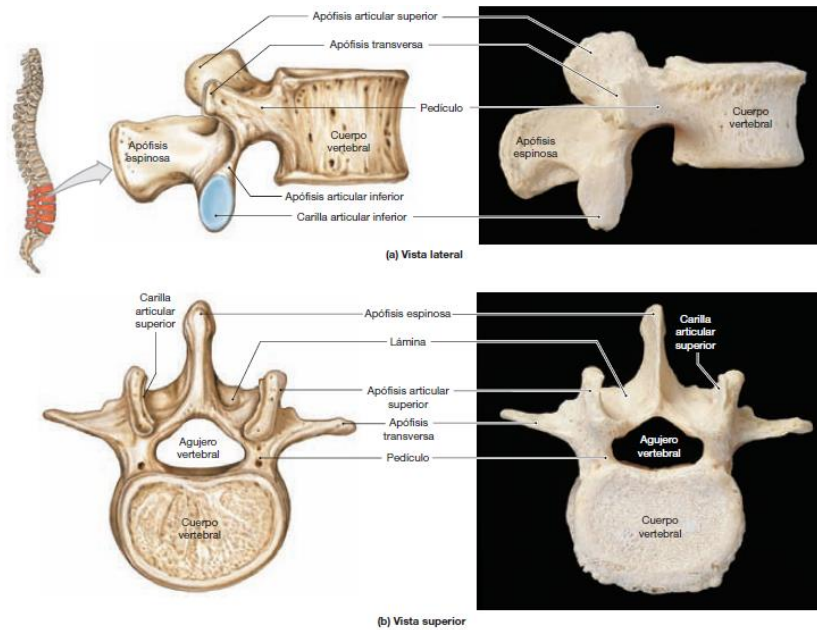 Apófisis articular superior
Apófisis transversa
Pedículo
Cuerpo
vertebral
Cuerpo
vertebral
Apófisis
espinosa
Apófisis
espinosa
Apófisis articular inferior
Carilla articular inferior
(a) Vista lateral
Carilla
articular
superior
Apófisis espinosa
Carilla
articular
superior
Lámina
Apófisis articular
superior
Apófisis
transversa
Agujero
vertebral
Agujero
vertebral
Pedículo
Cuerpo
vertebral
Cuerpo
vertebral
(b) Vista superior